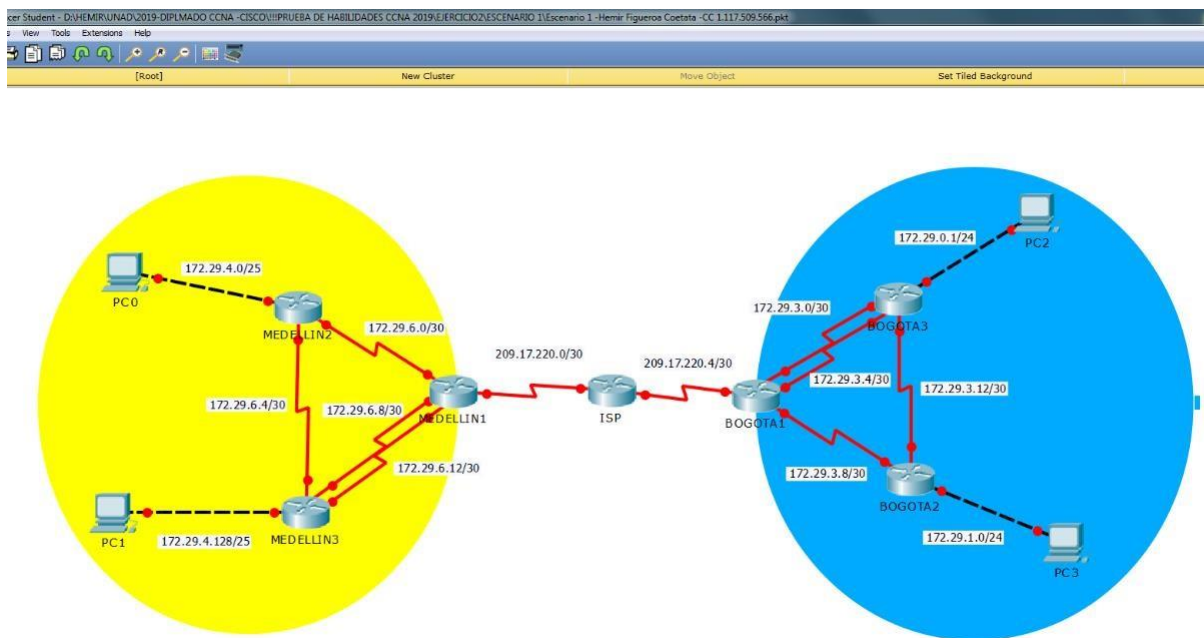 cer Student - D:\HEMIR\UNAD\2019-DIPLMADO CCNA -CISCO\!!!PRUEBA DE HABILIDADES CCNA 2019\EJERCICIO2\ESCENARIO 1\Escenario 1 -Hemir Figueroa Coetata -CC 1.117.509.566.pkt
s View Tools Extensions Help
[Root] New Cluster Move Object Set Tiled Background
172.29.4.0/25
PC0
MEDELLIN2
172.29.6.0/30
172.29.6.4/30
172.29.6.8/30
MEDELLIN1
172.29.6.12/30
PC1
172.29.4.128/25
MEDELLIN3
209.17.220.0/30
ISP
209.17.220.4/30
BOGOTA1
172.29.0.1/24
PC2
172.29.3.0/30
BOGOTA3
172.29.3.4/30
172.29.3.12/30
172.29.3.8/30
BOGOTA2
172.29.1.0/24
PC3